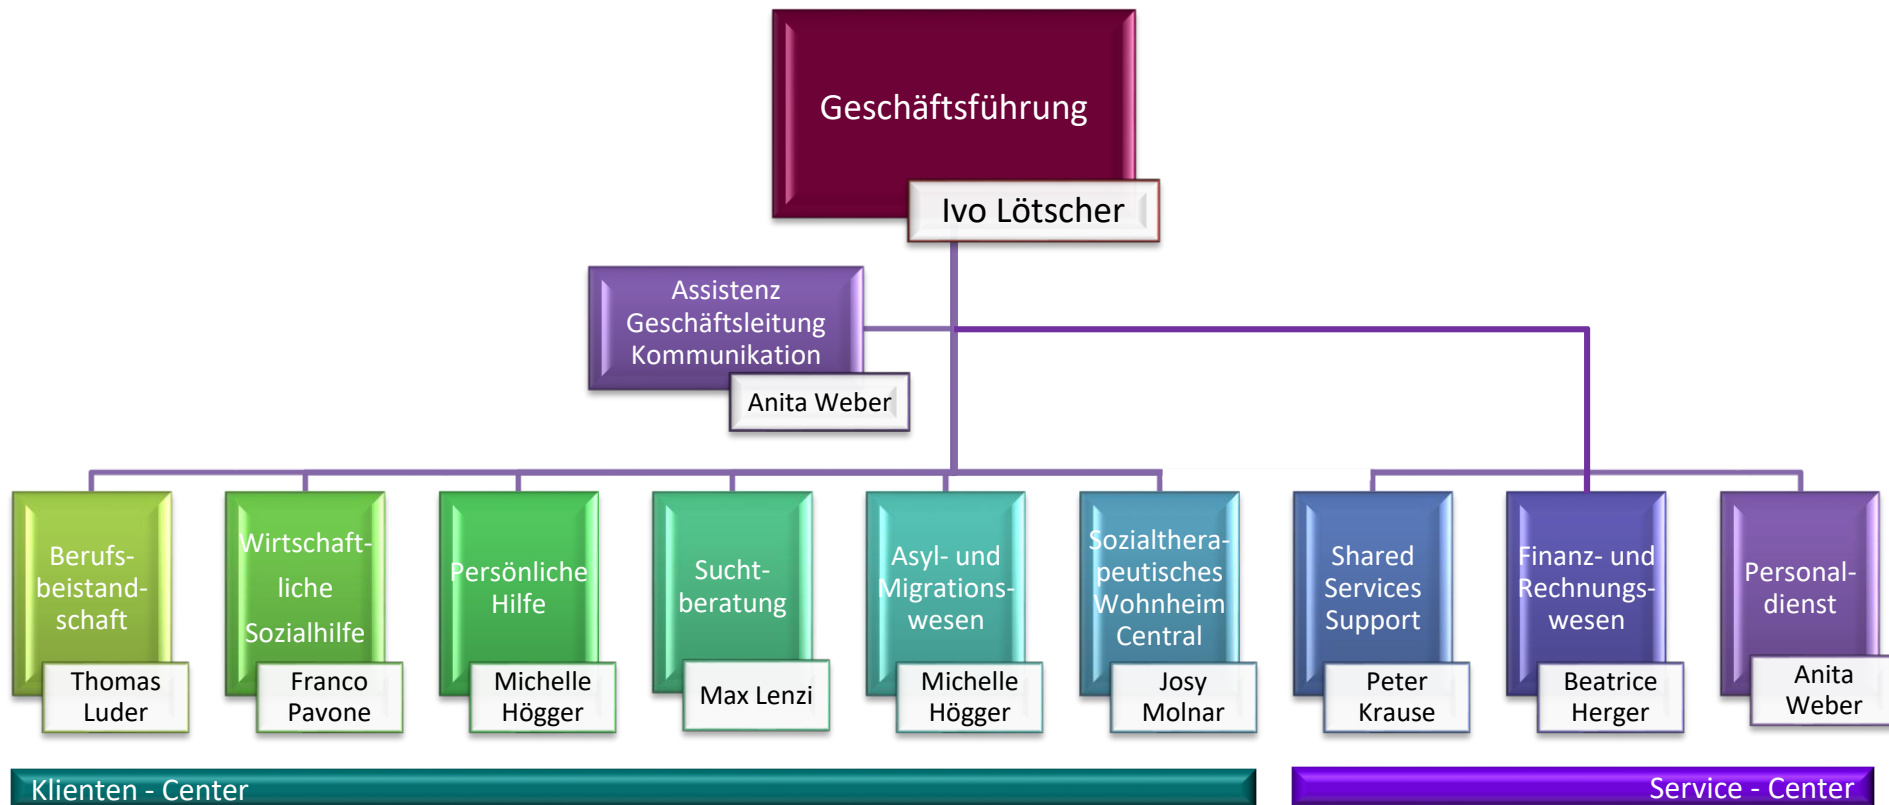 Geschäftsführung
Ivo Lötscher
Assistenz
Geschäftsleitung
Kommunikation
Anita Weber
Berufs-
beistand-
schaft
Thomas
Luder
Wirtschaft-
liche
Sozialhilfe
Franco
Pavone
Persönliche
Hilfe
Michelle
Högger
Sucht-
beratung
Max Lenzi
Asyl- und
Migrations-
wesen
Michelle
Högger
Sozialthera-
peutisches
Wohnheim
Central
Josy
Molnar
Shared
Services
Support
Peter
Krause
Finanz- und
Rechnungs-
wesen
Beatrice
Herger
Personal-
dienst
Anita
Weber
Klienten - Center
Service - Center